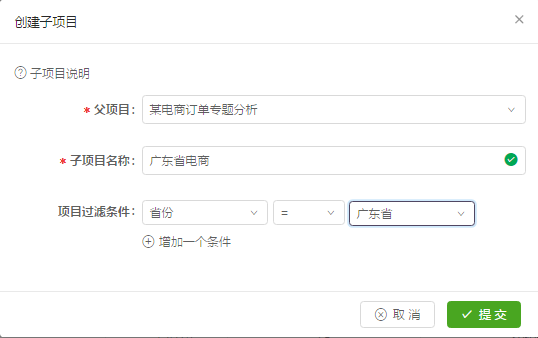 创建子项目
子项目说明
* 父项目: 某电商订单专题分析
* 子项目名称: 广东省电商
项目过滤条件: 省份 = 广东省
增加一个条件
取消 提交